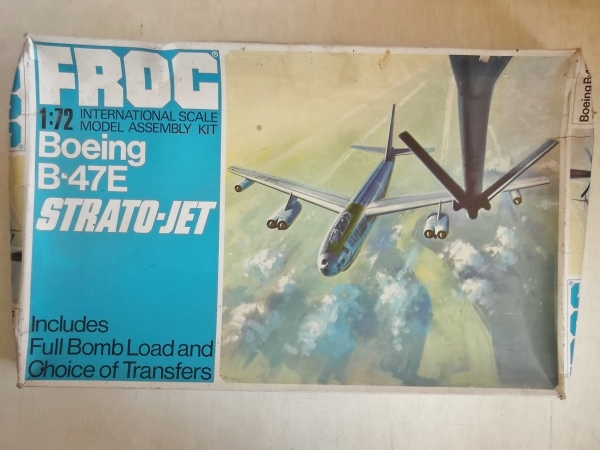 FROG
1:72 INTERNATIONAL SCALE
MODEL ASSEMBLY KIT
Boeing
B-47E
STRATO-JET
Includes
Full Bomb Load and
Choice of Transfers
Boeing B